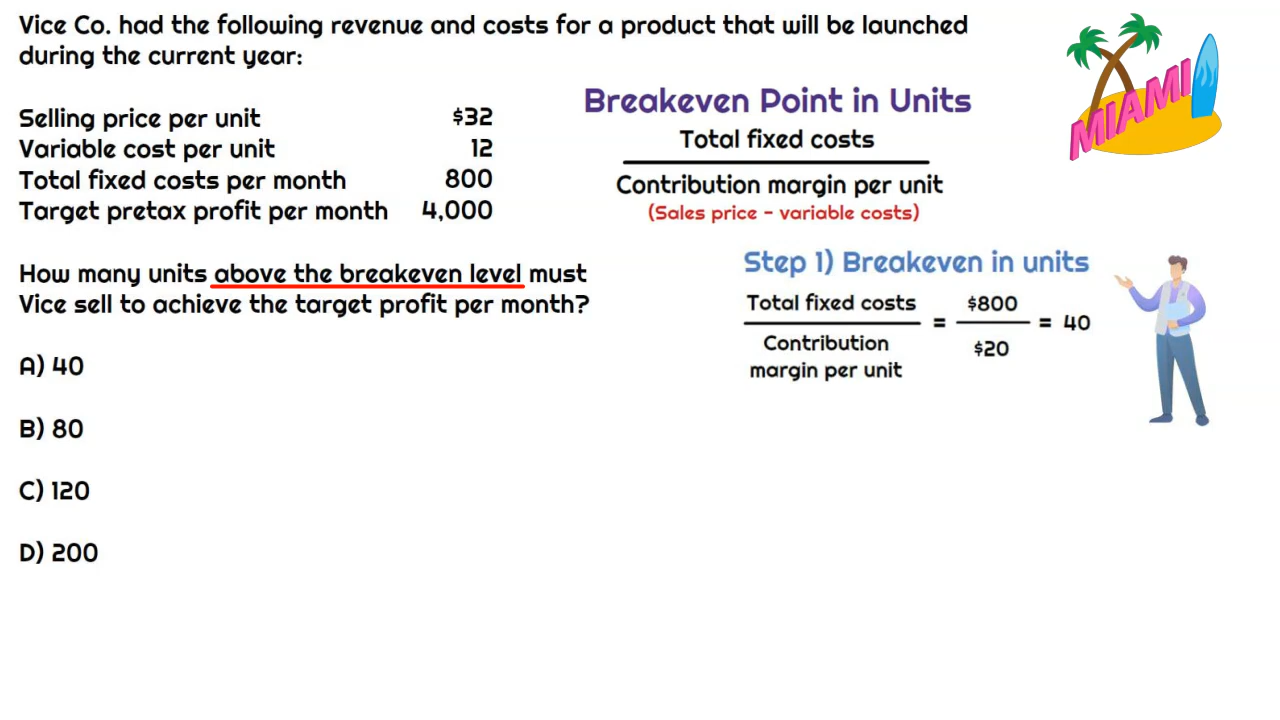 Vice Co. had the following revenue and costs for a product that will be launched
during the current year:
MIAMI
Selling price per unit $32
Variable cost per unit 12
Total fixed costs per month 800
Target pretax profit per month 4,000
Breakeven Point in Units
Total fixed costs
Contribution margin per unit
(Sales price - variable costs)
How many units above the breakeven level must
Vice sell to achieve the target profit per month?
A) 40
B) 80
C) 120
D) 200
Step 1) Breakeven in units
Total fixed costs = $800 = 40
Contribution $20
margin per unit